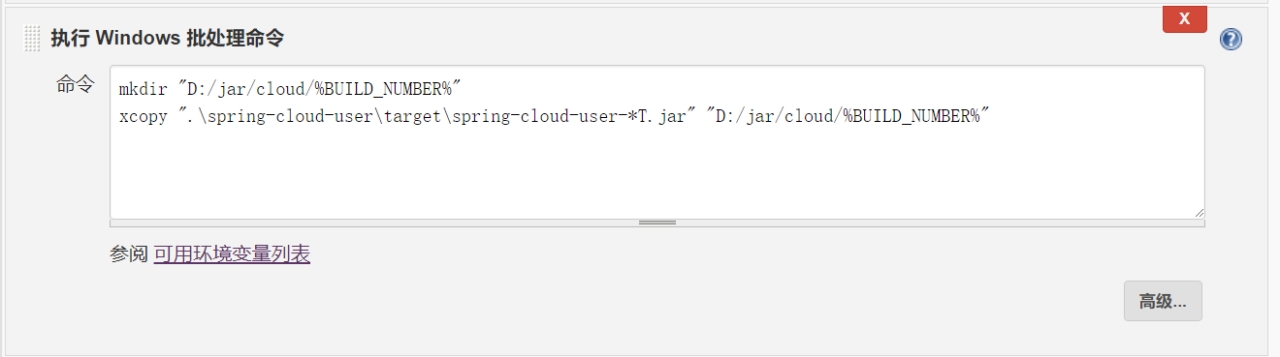 X
执行 Windows 批处理命令
?
命令
mkdir "D:/jar/cloud/%BUILD_NUMBER%"
xcopy ".\spring-cloud-user\target\spring-cloud-user-*T.jar" "D:/jar/cloud/%BUILD_NUMBER%"
参阅 可用环境变量列表
高级...